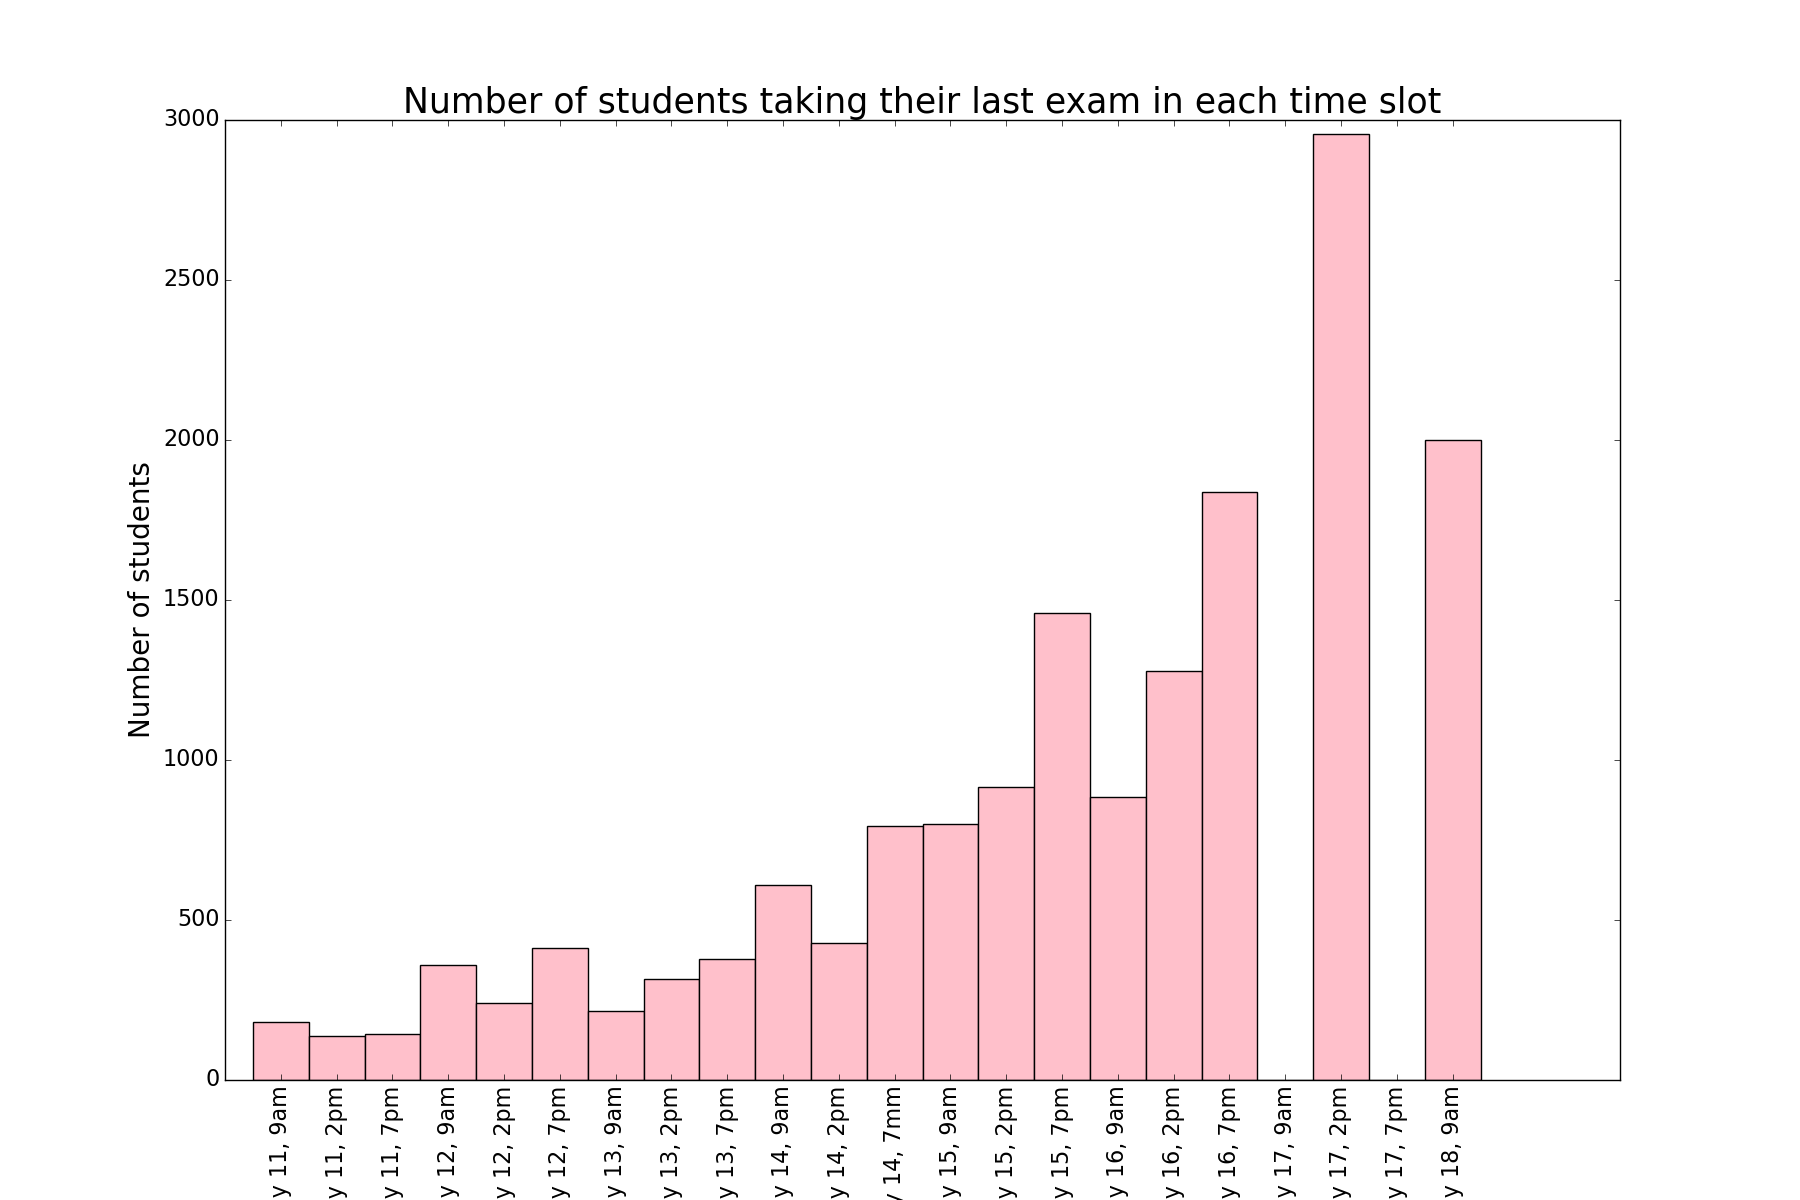 Number of students taking their last exam in each time slot
Number of students
3000
2500
2000
1500
1000
500
0
y 11, 9am
y 11, 2pm
y 11, 7pm
y 12, 9am
y 12, 2pm
y 12, 7pm
y 13, 9am
y 13, 2pm
y 13, 7pm
y 14, 9am
y 14, 2pm
y 14, 7mm
y 15, 9am
y 15, 2pm
y 15, 7pm
y 16, 9am
y 16, 2pm
y 16, 7pm
y 17, 9am
y 17, 2pm
y 17, 7pm
y 18, 9am